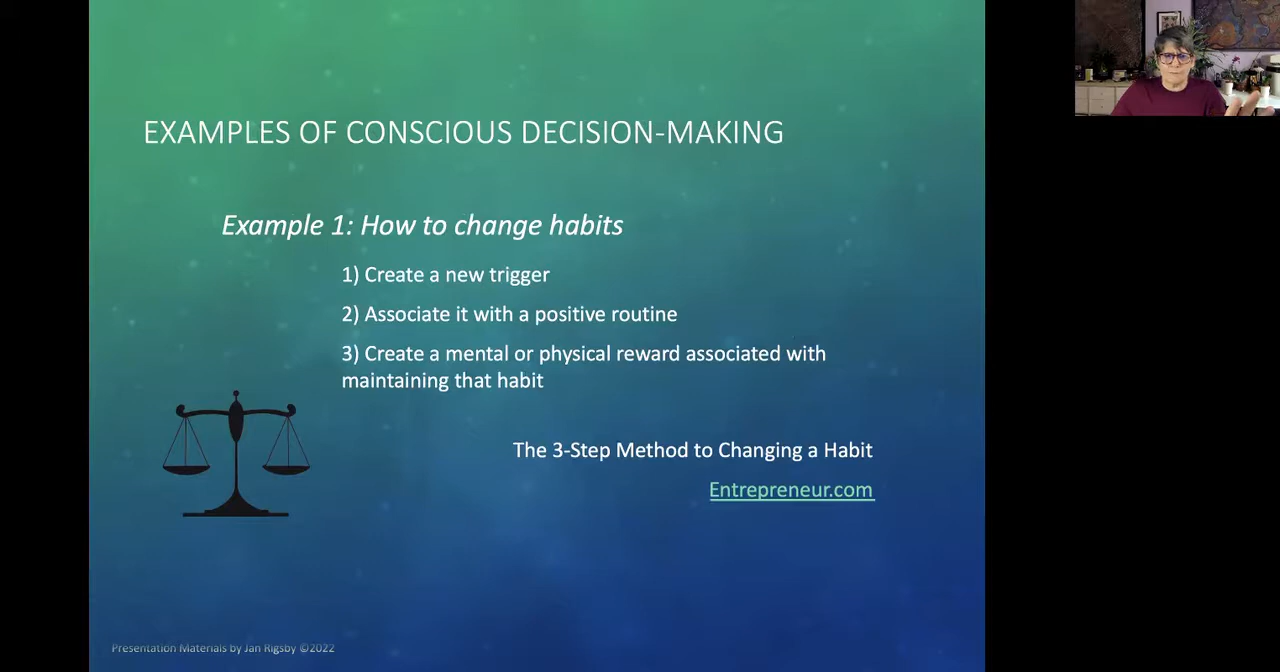 EXAMPLES OF CONSCIOUS DECISION-MAKING
Example 1: How to change habits
1) Create a new trigger
2) Associate it with a positive routine
3) Create a mental or physical reward associated with
maintaining that habit
The 3-Step Method to Changing a Habit
Entrepreneur.com
Presentation Materials by Jan Rigsby ©2022